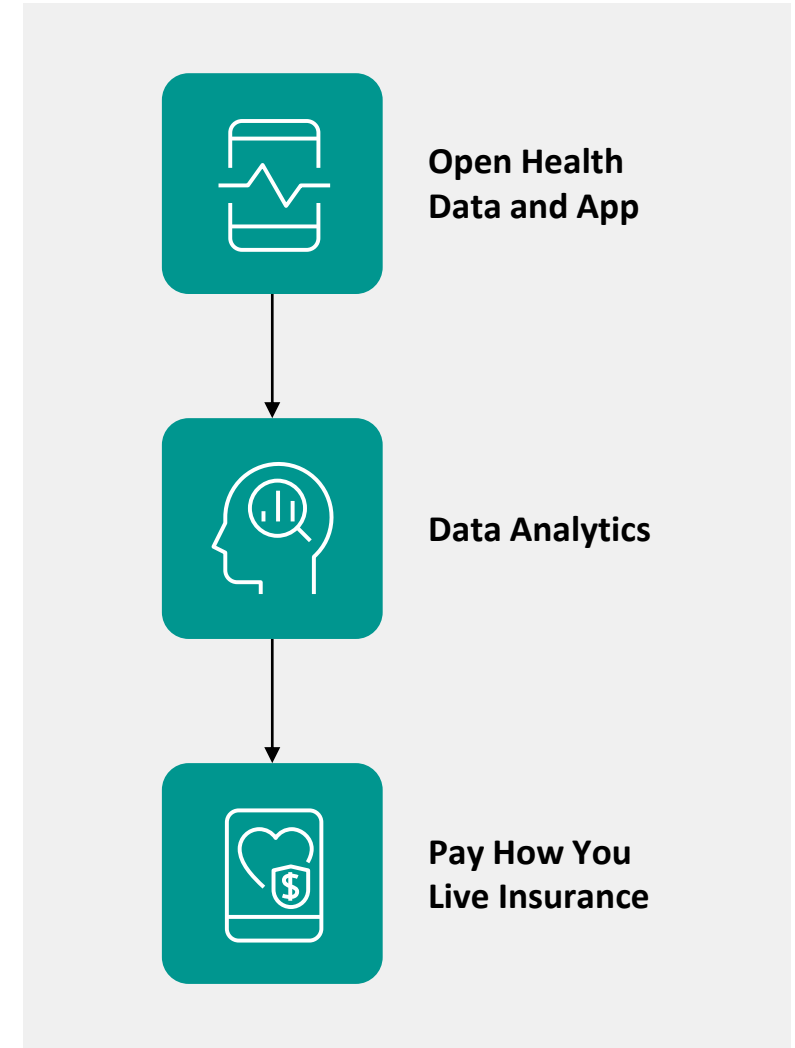 Open Health
Data and App
Data Analytics
Pay How You
Live Insurance
$